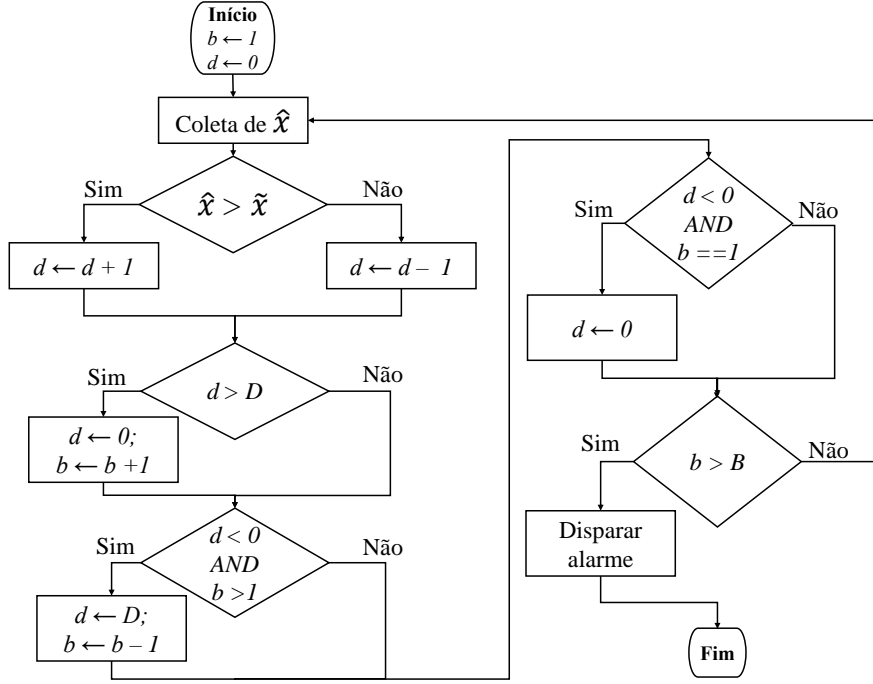 Início
b ← 1
d ← 0
Coleta de x̂
Sim
x̂ > x̃
Não
d ← d + 1
d ← d – 1
Sim
d > D
Não
d ← 0;
b ← b +1
Sim
d < 0
AND
b >1
Não
d ← D;
b ← b – 1
Sim
d < 0
AND
b ==1
Não
d ← 0
Sim
b > B
Não
Disparar
alarme
Fim